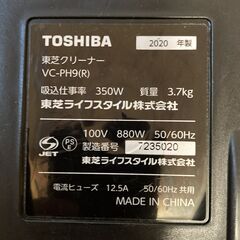 TOSHIBA 2020 年製
東芝クリーナー
VC-PH9(R)
吸込仕事率 350W 質量 3.7kg
東芝ライフスタイル株式会社
100V 880W 50/60Hz
製造番号 7235020
東芝ライフスタイル株式会社
JET
PS
E
電流ヒューズ 12.5A 50/60Hz 共用
MADE IN CHINA